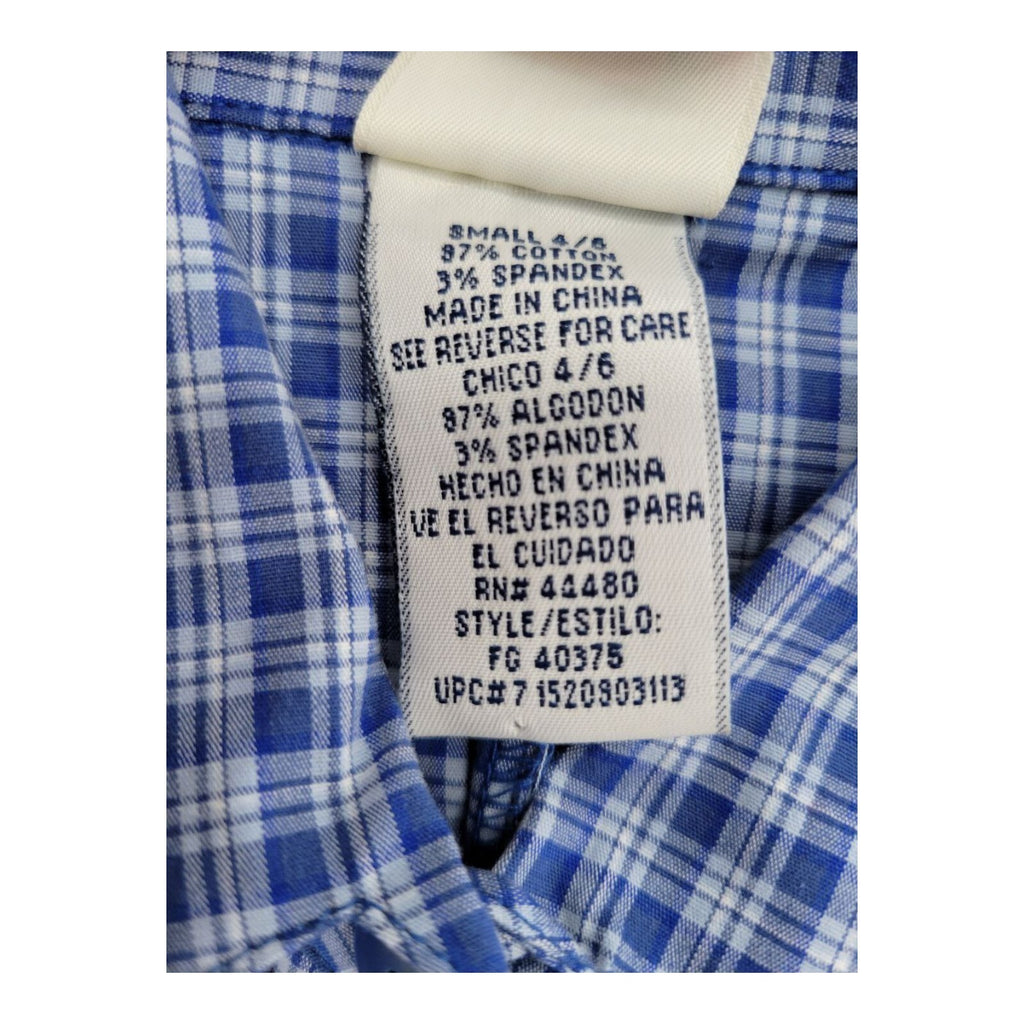 SMALL 4/6
97% COTTON
3% SPANDEX
MADE IN CHINA
SEE REVERSE FOR CARE
CHICO 4/6
97% ALGODON
3% SPANDEX
HECHO EN CHINA
VE EL REVERSO PARA
EL CUIDADO
RN# 44480
STYLE/ESTILO:
FG 40375
UPC# 7 1520803113